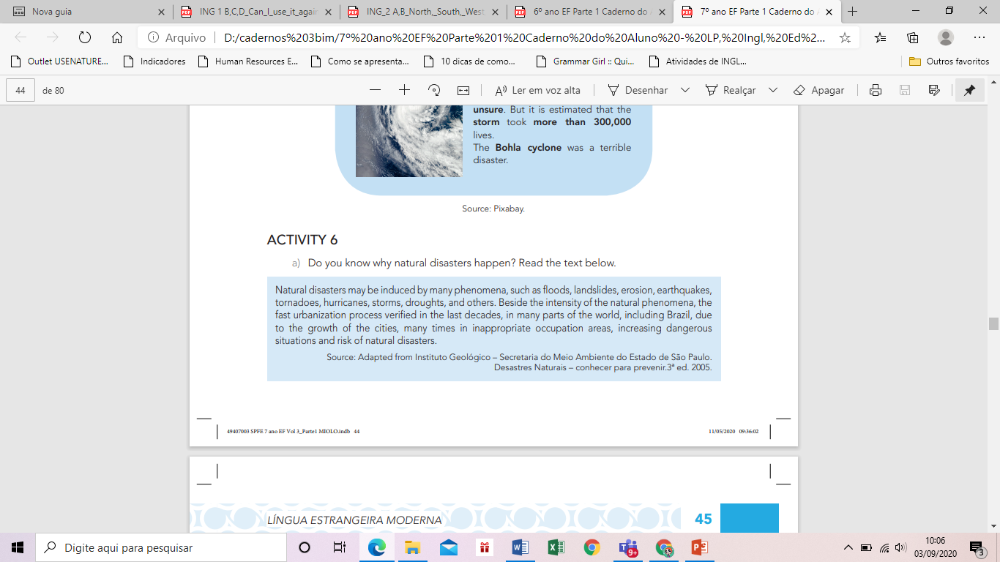 Nova guia
ING 1 B,C,D_Can_I_use_it_again
ING_2 A,B_North,_South,_West,
6º ano EF Parte 1 Caderno do A
7º ano EF Parte 1 Caderno do A
Arquivo D:/cadernos%203bim/7º%20ano%20EF%20Parte%201%20Caderno%20do%20Aluno%20-%20LP,%20Ingl,%20Ed%2...
Outlet USENATURE... Indicadores Human Resources E... Como se apresenta... 10 dicas de como... Grammar Girl :: Qui... Atividades de INGL... Outros favoritos
44 de 80 Ler em voz alta Desenhar Realçar Apagar
unsure. But it is estimated that the
storm took more than 300,000
lives.
The Bohla cyclone was a terrible
disaster.
Source: Pixabay.
ACTIVITY 6
a) Do you know why natural disasters happen? Read the text below.
Natural disasters may be induced by many phenomena, such as floods, landslides, erosion, earthquakes,
tornadoes, hurricanes, storms, droughts, and others. Beside the intensity of the natural phenomena, the
fast urbanization process verified in the last decades, in many parts of the world, including Brazil, due
to the growth of the cities, many times in inappropriate occupation areas, increasing dangerous
situations and risk of natural disasters.
Source: Adapted from Instituto Geológico – Secretaria do Meio Ambiente do Estado de São Paulo.
Desastres Naturais – conhecer para prevenir.3ª ed. 2005.
49407003 SPFE 7 ano EF Vol 3_Parte1 MIOLO.indb 44 11/05/2020 09:36:02
LÍNGUA ESTRANGEIRA MODERNA 45
Digite aqui para pesquisar
9+
10:06
03/09/2020
3